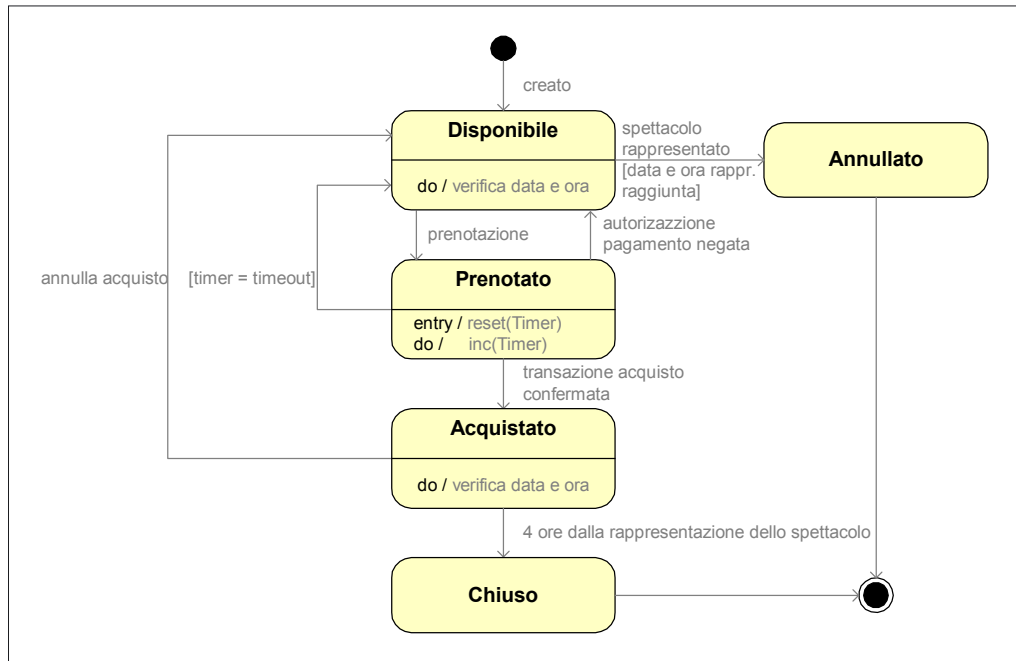 creato
Disponibile
do / verifica data e ora
spettacolo
rappresentato
[data e ora rappr.
raggiunta]
Annullato
prenotazione
autorizazzione
pagamento negata
annulla acquisto
[timer = timeout]
Prenotato
entry / reset(Timer)
do / inc(Timer)
transazione acquisto
confermata
Acquistato
do / verifica data e ora
4 ore dalla rappresentazione dello spettacolo
Chiuso